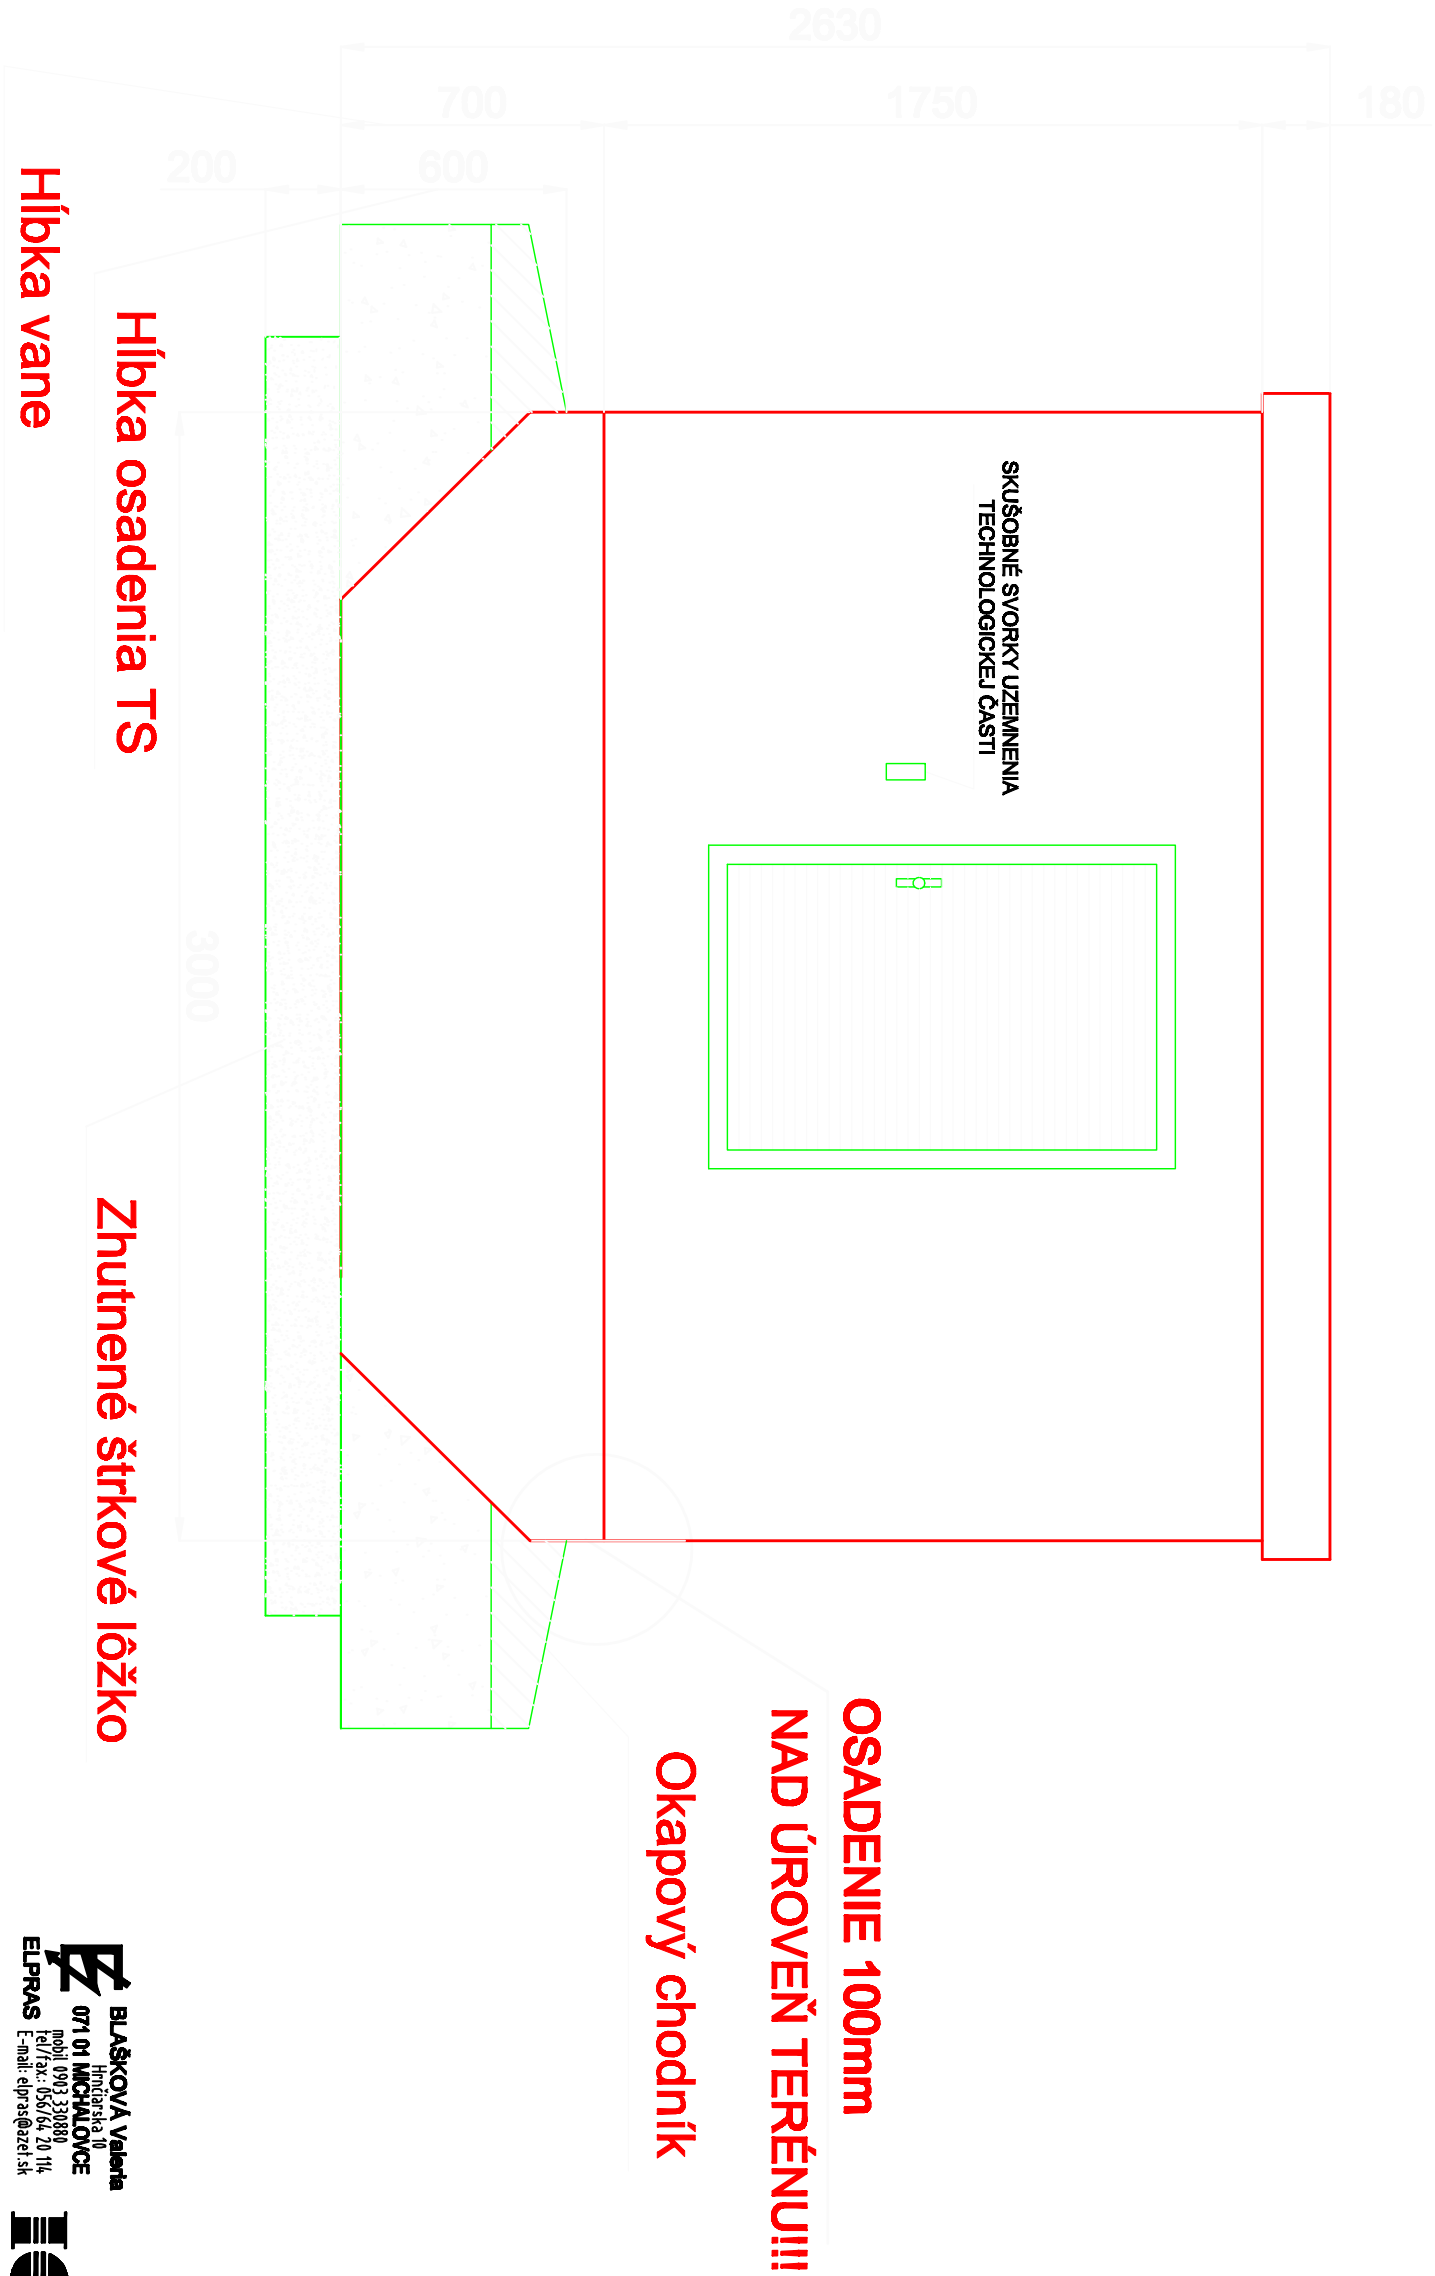 2630
700
1750
180
200
600
3000
SKUŠOBNÉ SVORKY UZEMNENIA
TECHNOLOGICKEJ ČASTI
Hĺbka vane
Hĺbka osadenia TS
Zhutnené štrkové lôžko
OSADENIE 100mm
NAD ÚROVEŇ TERÉNU!!!
Okapový chodník
ELPRAS
BLAŠKOVÁ Valeria
Hrnčiarska 10
071 01 MICHALOVCE
mobil 0903 330880
tel/fax.: 056/64 20 114
E-mail: elpras@azet.sk